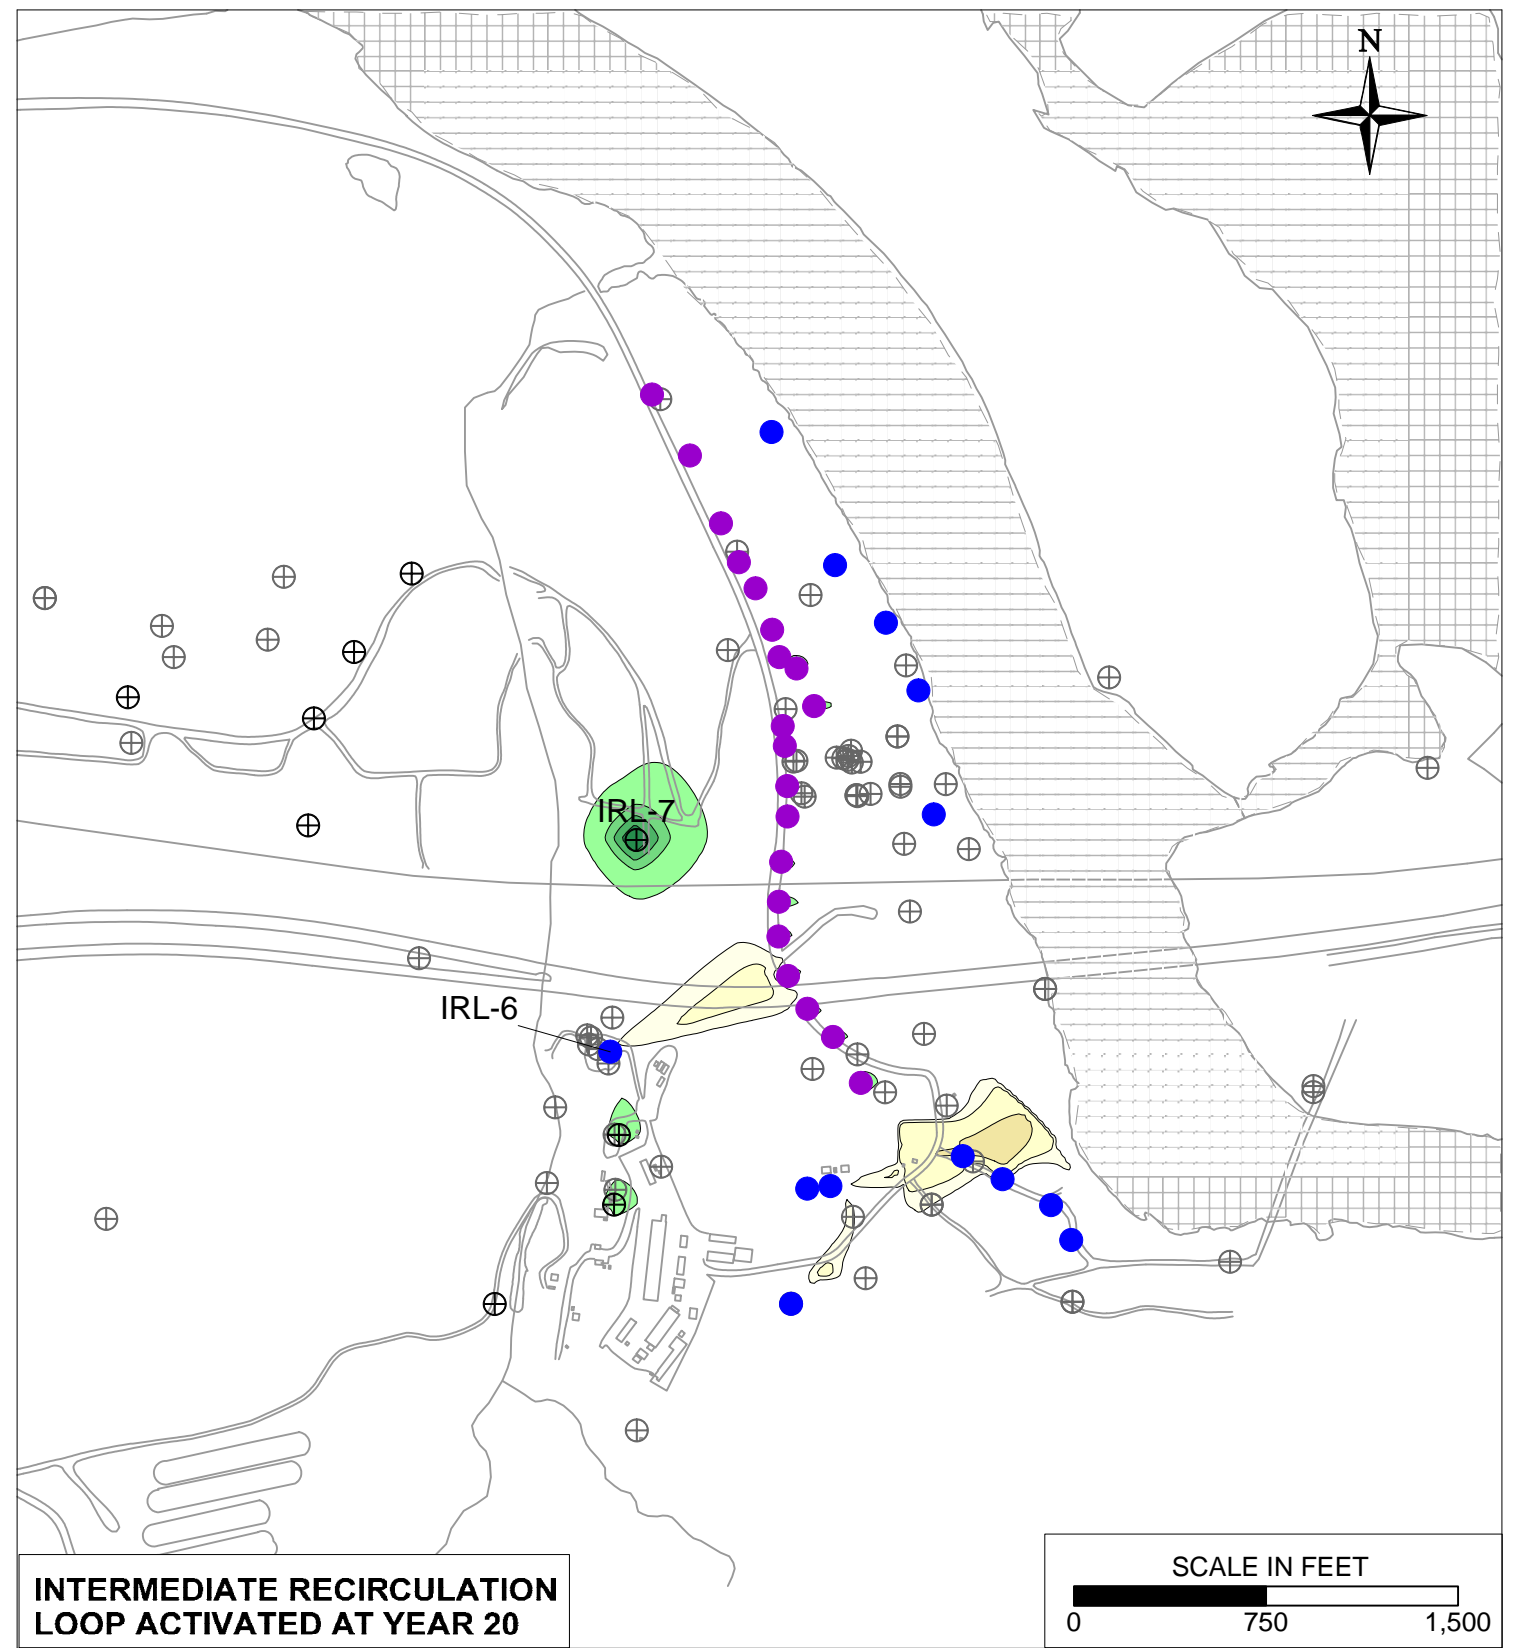 N
IRL-7
IRL-6
INTERMEDIATE RECIRCULATION
LOOP ACTIVATED AT YEAR 20
SCALE IN FEET
0 750 1,500